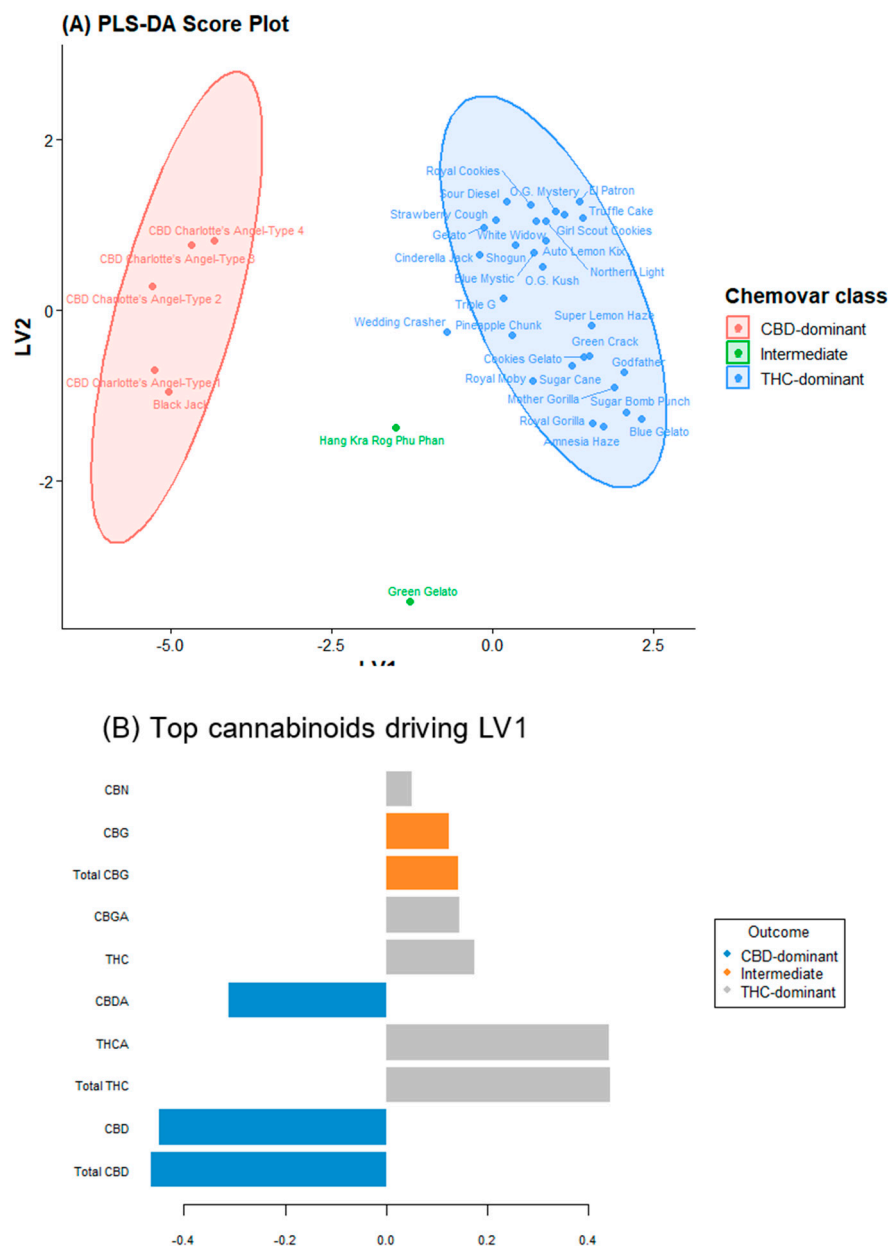 (A) PLS-DA Score Plot
LV2
2
0
-2
-5.0
-2.5
0.0
2.5
LV1
Royal Cookies
Sour Diesel
O.G. Mystery
El Patron
Strawberry Cough
Truffle Cake
Gelato
White Widow
Girl Scout Cookies
Cinderella Jack
Shogun
Auto Lemon Kix
Blue Mystic
O.G. Kush
Northern Light
Triple G
Wedding Crasher
Pineapple Chunk
Super Lemon Haze
Green Crack
Cookies Gelato
Godfather
Royal Moby
Sugar Cane
Mother Gorilla
Sugar Bomb Punch
Royal Gorilla
Blue Gelato
Amnesia Haze
CBD Charlotte's Angel-Type 4
CBD Charlotte's Angel-Type 3
CBD Charlotte's Angel-Type 2
CBD Charlotte's Angel-Type 1
Black Jack
Hang Kra Rog Phu Phan
Green Gelato
Chemovar class
CBD-dominant
Intermediate
THC-dominant
(B) Top cannabinoids driving LV1
CBN
CBG
Total CBG
CBGA
THC
CBDA
THCA
Total THC
CBD
Total CBD
-0.4
-0.2
0.0
0.2
0.4
Outcome
CBD-dominant
Intermediate
THC-dominant